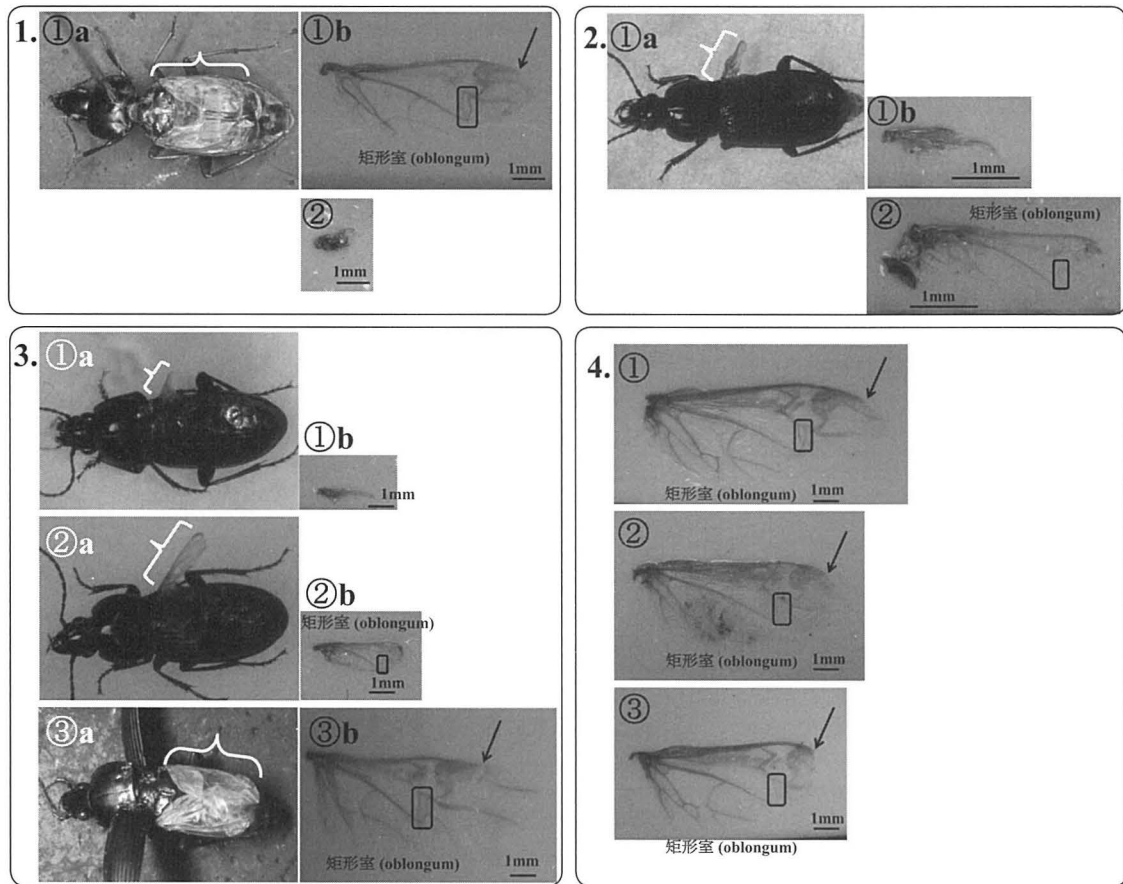 1.
①a
①b
矩形室 (oblongum)
1mm
②
1mm
2.
①a
①b
1mm
②
矩形室 (oblongum)
1mm
3.
①a
①b
1mm
②a
②b
矩形室 (oblongum)
1mm
③a
③b
矩形室 (oblongum)
1mm
4.
①
矩形室 (oblongum)
1mm
②
矩形室 (oblongum)
1mm
③
1mm
矩形室 (oblongum)